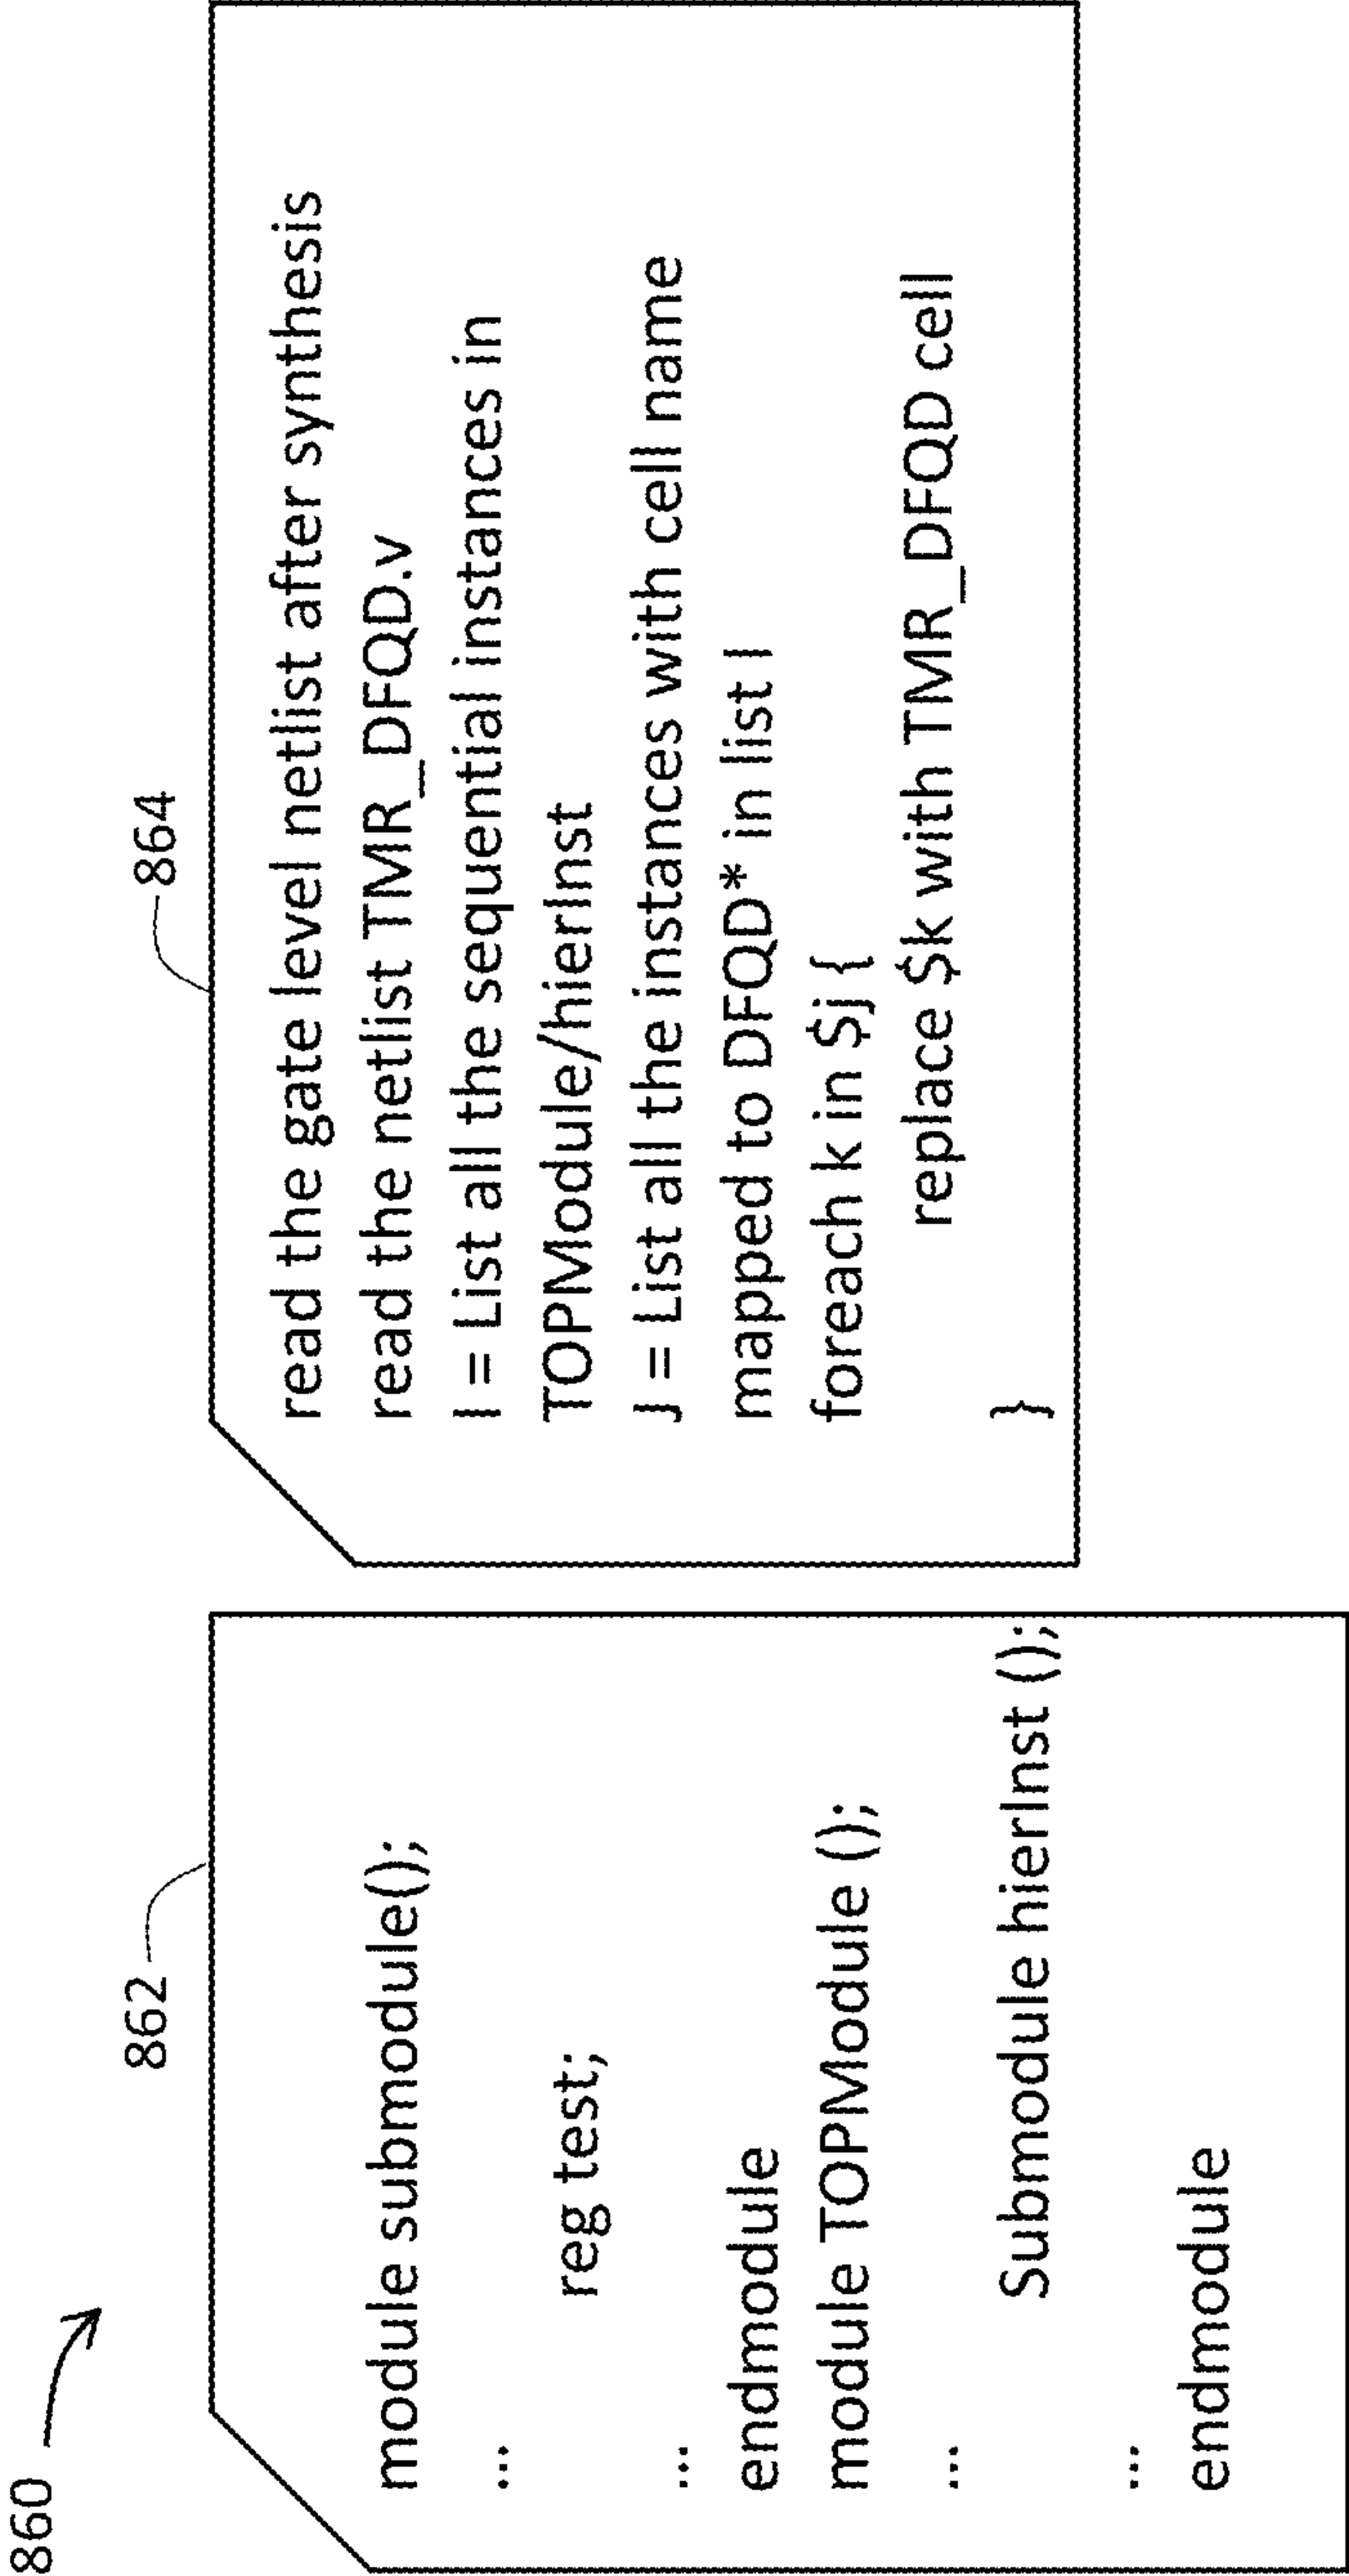 860
862
module submodule();
...
reg test;
...
endmodule
module TOPModule ();
...
Submodule hierInst ();
...
endmodule
864
read the gate level netlist after synthesis
read the netlist TMR_DFQD.v
I = List all the sequential instances in
TOPModule/hierInst
J = List all the instances with cell name
mapped to DFQD* in list I
foreach k in $j {
replace $k with TMR_DFQD cell
}